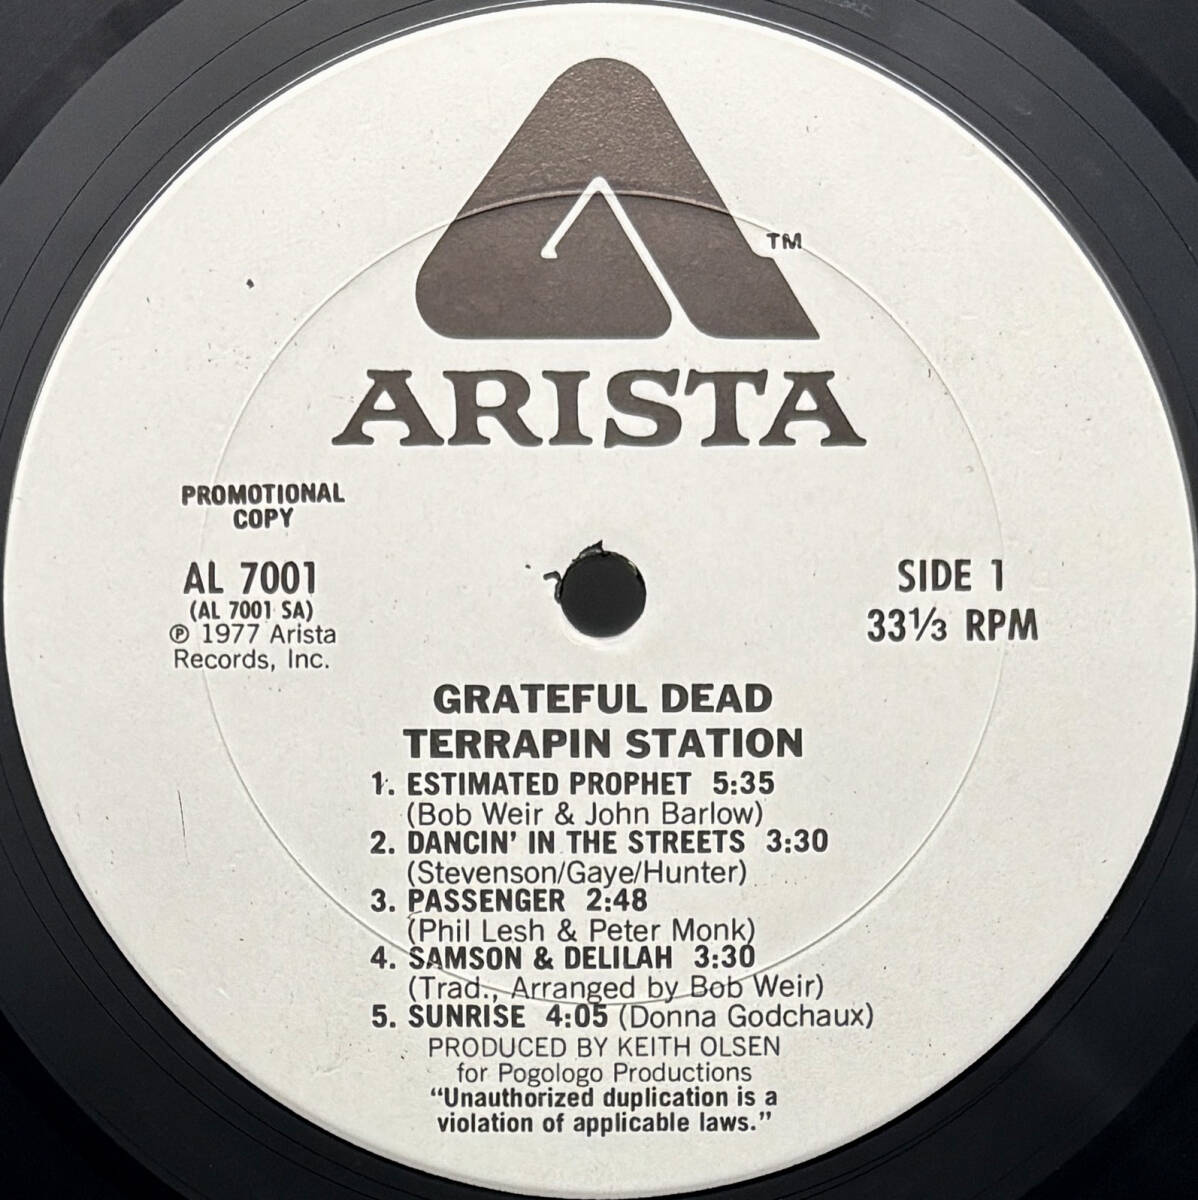 TM
ARISTA
PROMOTIONAL
COPY
AL 7001
(AL 7001 SA)
℗ 1977 Arista
Records, Inc.
SIDE 1
33⅓ RPM
GRATEFUL DEAD
TERRAPIN STATION
1. ESTIMATED PROPHET 5:35
(Bob Weir & John Barlow)
2. DANCIN' IN THE STREETS 3:30
(Stevenson/Gaye/Hunter)
3. PASSENGER 2:48
(Phil Lesh & Peter Monk)
4. SAMSON & DELILAH 3:30
(Trad., Arranged by Bob Weir)
5. SUNRISE 4:05 (Donna Godchaux)
PRODUCED BY KEITH OLSEN
for Pogologo Productions
“Unauthorized duplication is a
violation of applicable laws.”